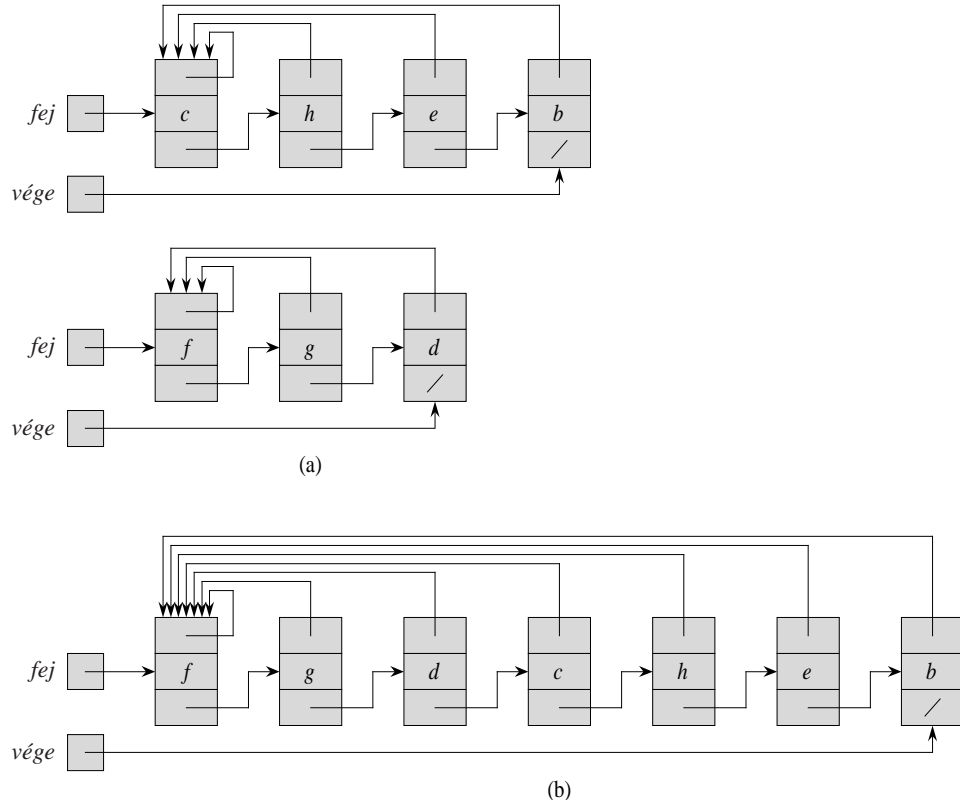 fej c h e b
vége
fej f g d
vége
(a)
fej f g d c h e b
vége
(b)